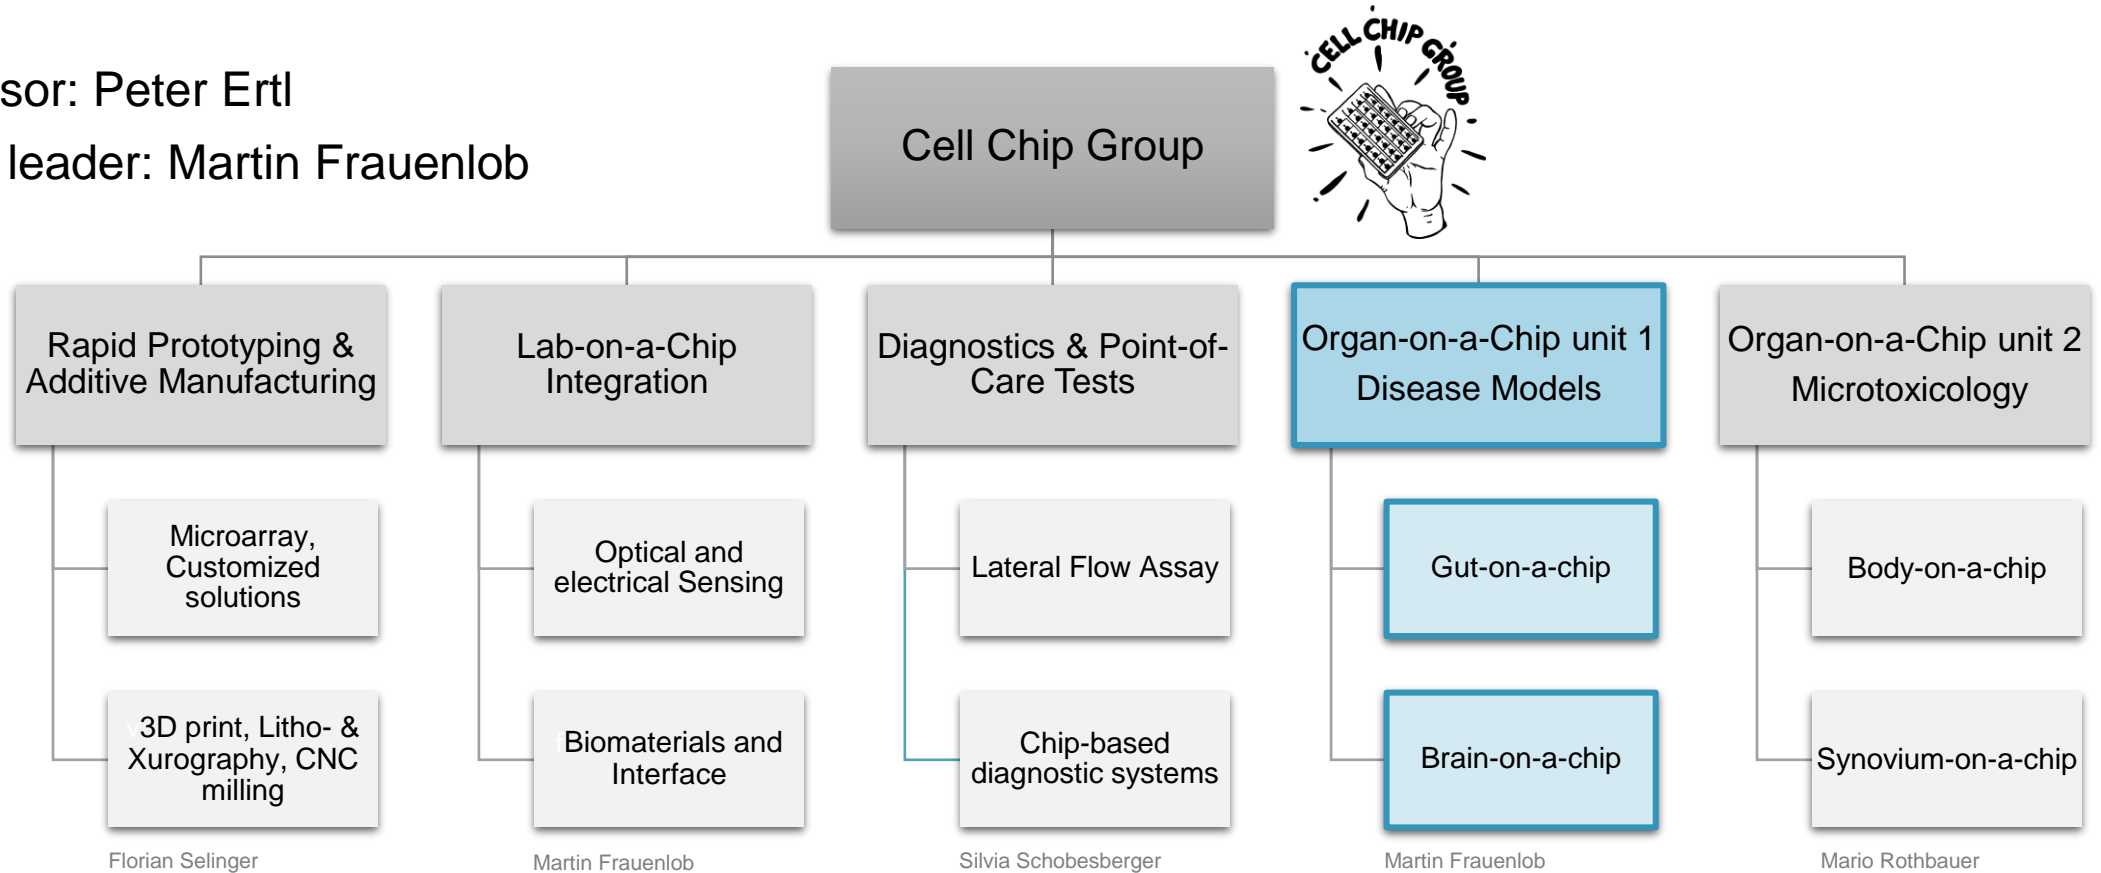 sor: Peter Ertl
leader: Martin Frauenlob
Cell Chip Group
CELL CHIP GROUP
Rapid Prototyping &
Additive Manufacturing
Lab-on-a-Chip
Integration
Diagnostics & Point-of-
Care Tests
Organ-on-a-Chip unit 1
Disease Models
Organ-on-a-Chip unit 2
Microtoxicology
Microarray,
Customized
solutions
Optical and
electrical Sensing
Lateral Flow Assay
Gut-on-a-chip
Body-on-a-chip
v3D print, Litho- &
Xurography, CNC
milling
fBiomaterials and
Interface
Chip-based
diagnostic systems
Brain-on-a-chip
Synovium-on-a-chip
Florian Selinger
Martin Frauenlob
Silvia Schobesberger
Martin Frauenlob
Mario Rothbauer